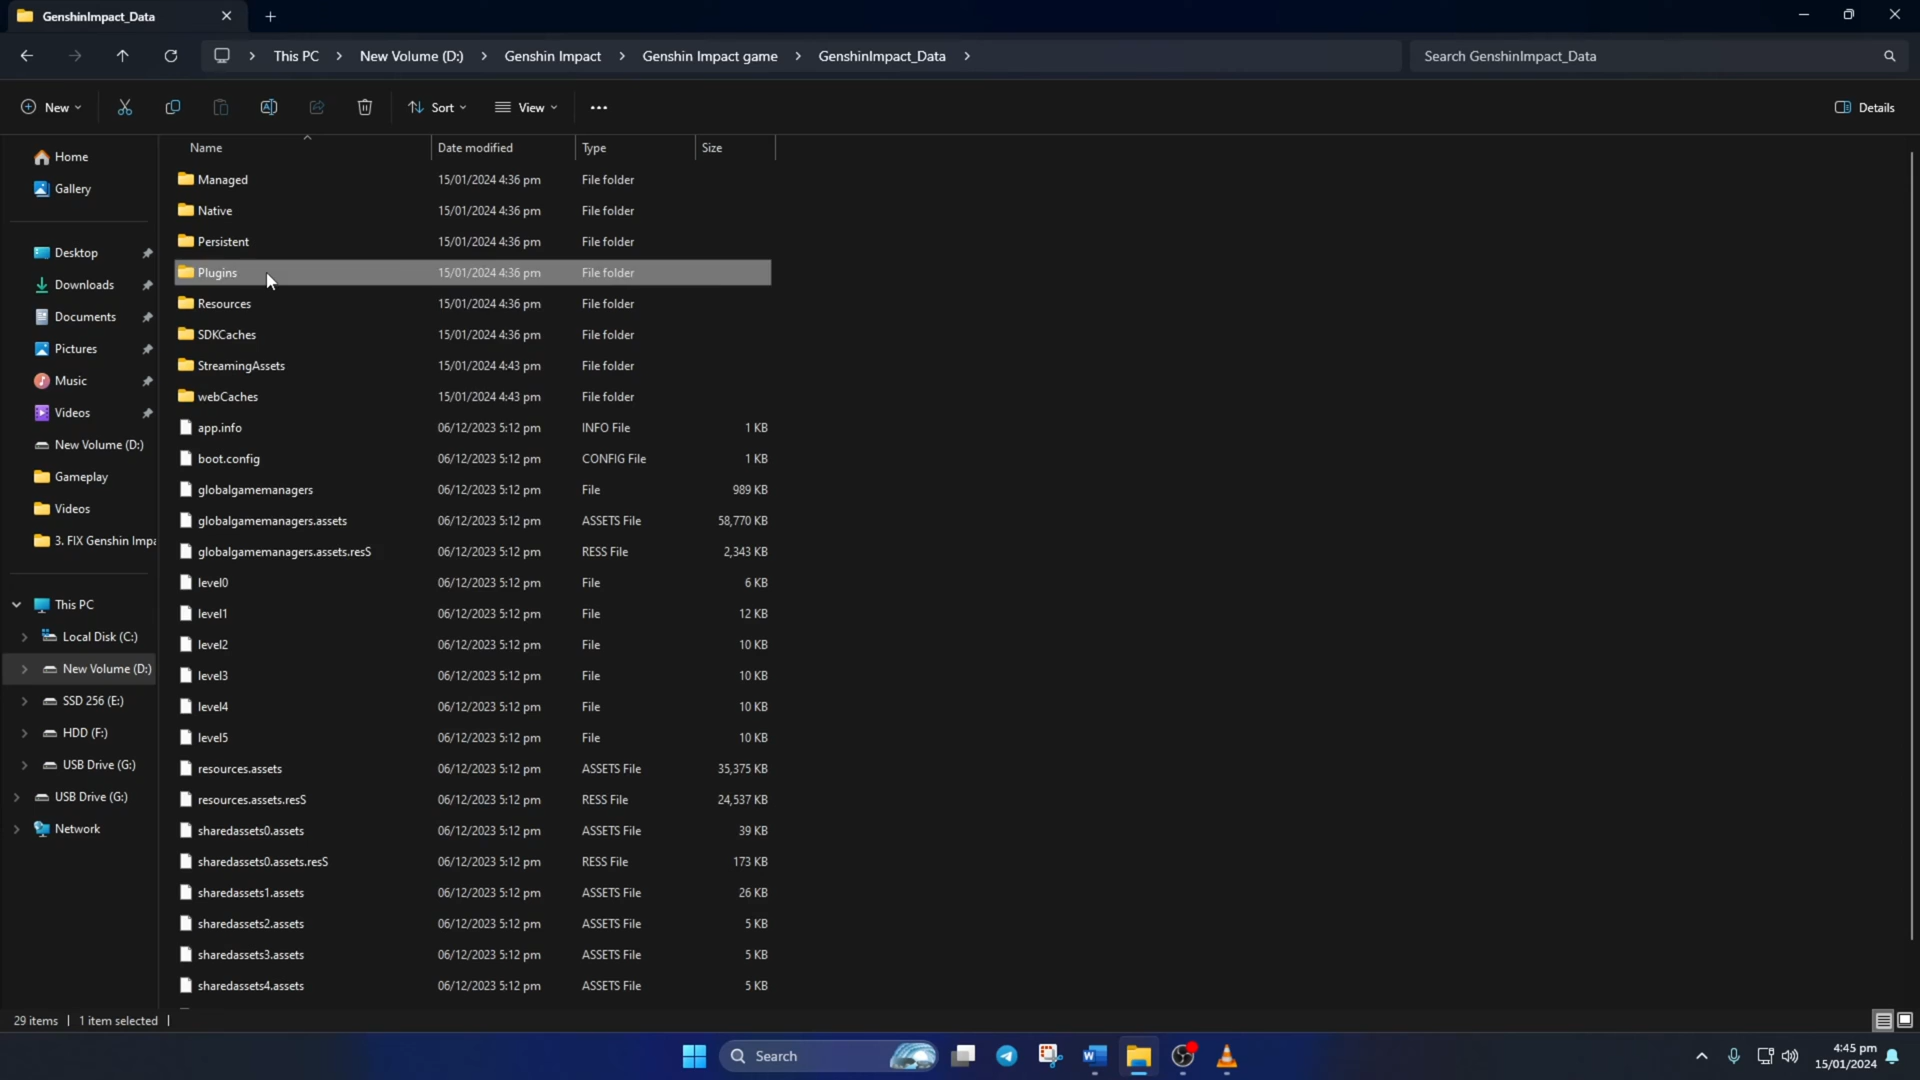 GenshinImpact_Data
This PC > New Volume (D:) > Genshin Impact > Genshin Impact game > GenshinImpact_Data >
Search GenshinImpact_Data
New
Sort
View
Details
Name Date modified Type Size
Home
Gallery
Desktop
Downloads
Documents
Pictures
Music
Videos
New Volume (D:)
Gameplay
Videos
3. FIX Genshin Impa
This PC
Local Disk (C:)
New Volume (D:)
SSD 256 (E:)
HDD (F:)
USB Drive (G:)
USB Drive (G:)
Network
Managed 15/01/2024 4:36 pm File folder
Native 15/01/2024 4:36 pm File folder
Persistent 15/01/2024 4:36 pm File folder
Plugins 15/01/2024 4:36 pm File folder
Resources 15/01/2024 4:36 pm File folder
SDKCaches 15/01/2024 4:36 pm File folder
StreamingAssets 15/01/2024 4:43 pm File folder
webCaches 15/01/2024 4:43 pm File folder
app.info 06/12/2023 5:12 pm INFO File 1 KB
boot.config 06/12/2023 5:12 pm CONFIG File 1 KB
globalgamemanagers 06/12/2023 5:12 pm File 989 KB
globalgamemanagers.assets 06/12/2023 5:12 pm ASSETS File 58,770 KB
globalgamemanagers.assets.resS 06/12/2023 5:12 pm RESS File 2,343 KB
level0 06/12/2023 5:12 pm File 6 KB
level1 06/12/2023 5:12 pm File 12 KB
level2 06/12/2023 5:12 pm File 10 KB
level3 06/12/2023 5:12 pm File 10 KB
level4 06/12/2023 5:12 pm File 10 KB
level5 06/12/2023 5:12 pm File 10 KB
resources.assets 06/12/2023 5:12 pm ASSETS File 35,375 KB
resources.assets.resS 06/12/2023 5:12 pm RESS File 24,537 KB
sharedassets0.assets 06/12/2023 5:12 pm ASSETS File 39 KB
sharedassets0.assets.resS 06/12/2023 5:12 pm RESS File 173 KB
sharedassets1.assets 06/12/2023 5:12 pm ASSETS File 26 KB
sharedassets2.assets 06/12/2023 5:12 pm ASSETS File 5 KB
sharedassets3.assets 06/12/2023 5:12 pm ASSETS File 5 KB
sharedassets4.assets 06/12/2023 5:12 pm ASSETS File 5 KB
29 items | 1 item selected |
Search
4:45 pm
15/01/2024